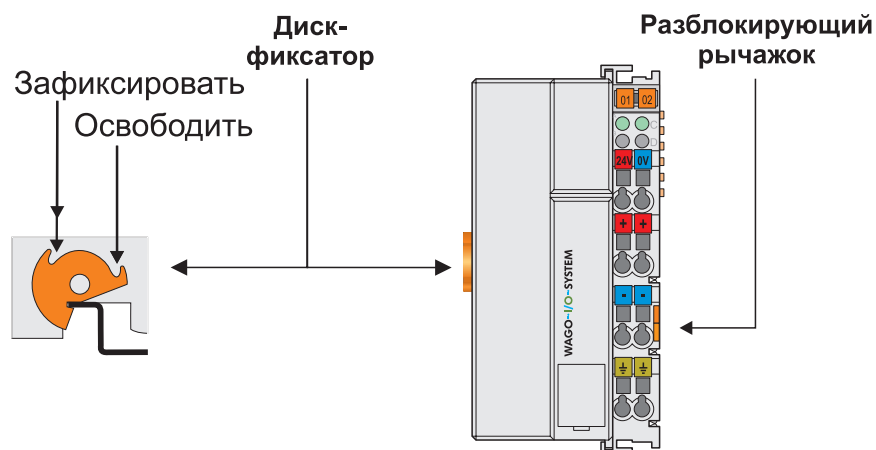 Диск-
фиксатор
Разблокирующий
рычажок
Зафиксировать
Освободить
01 02
C
D
24V 0V
+ +
- -
WAGO-I/O-SYSTEM